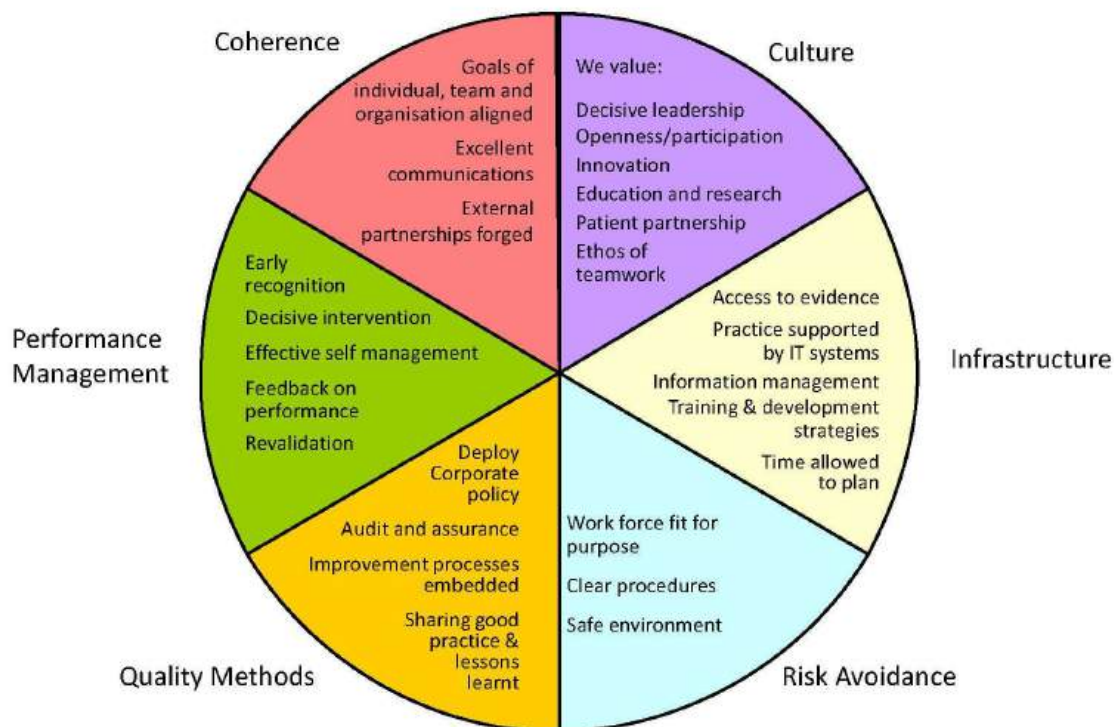 Coherence
Goals of
individual, team and
organisation aligned
Excellent
communications
External
partnerships forged
Culture
We value:
Decisive leadership
Openness/participation
Innovation
Education and research
Patient partnership
Ethos of
teamwork
Infrastructure
Access to evidence
Practice supported
by IT systems
Information management
Training & development
strategies
Time allowed
to plan
Risk Avoidance
Work force fit for
purpose
Clear procedures
Safe environment
Quality Methods
Deploy
Corporate
policy
Audit and assurance
Improvement processes
embedded
Sharing good
practice &
lessons
learnt
Performance
Management
Early
recognition
Decisive intervention
Effective self management
Feedback on
performance
Revalidation